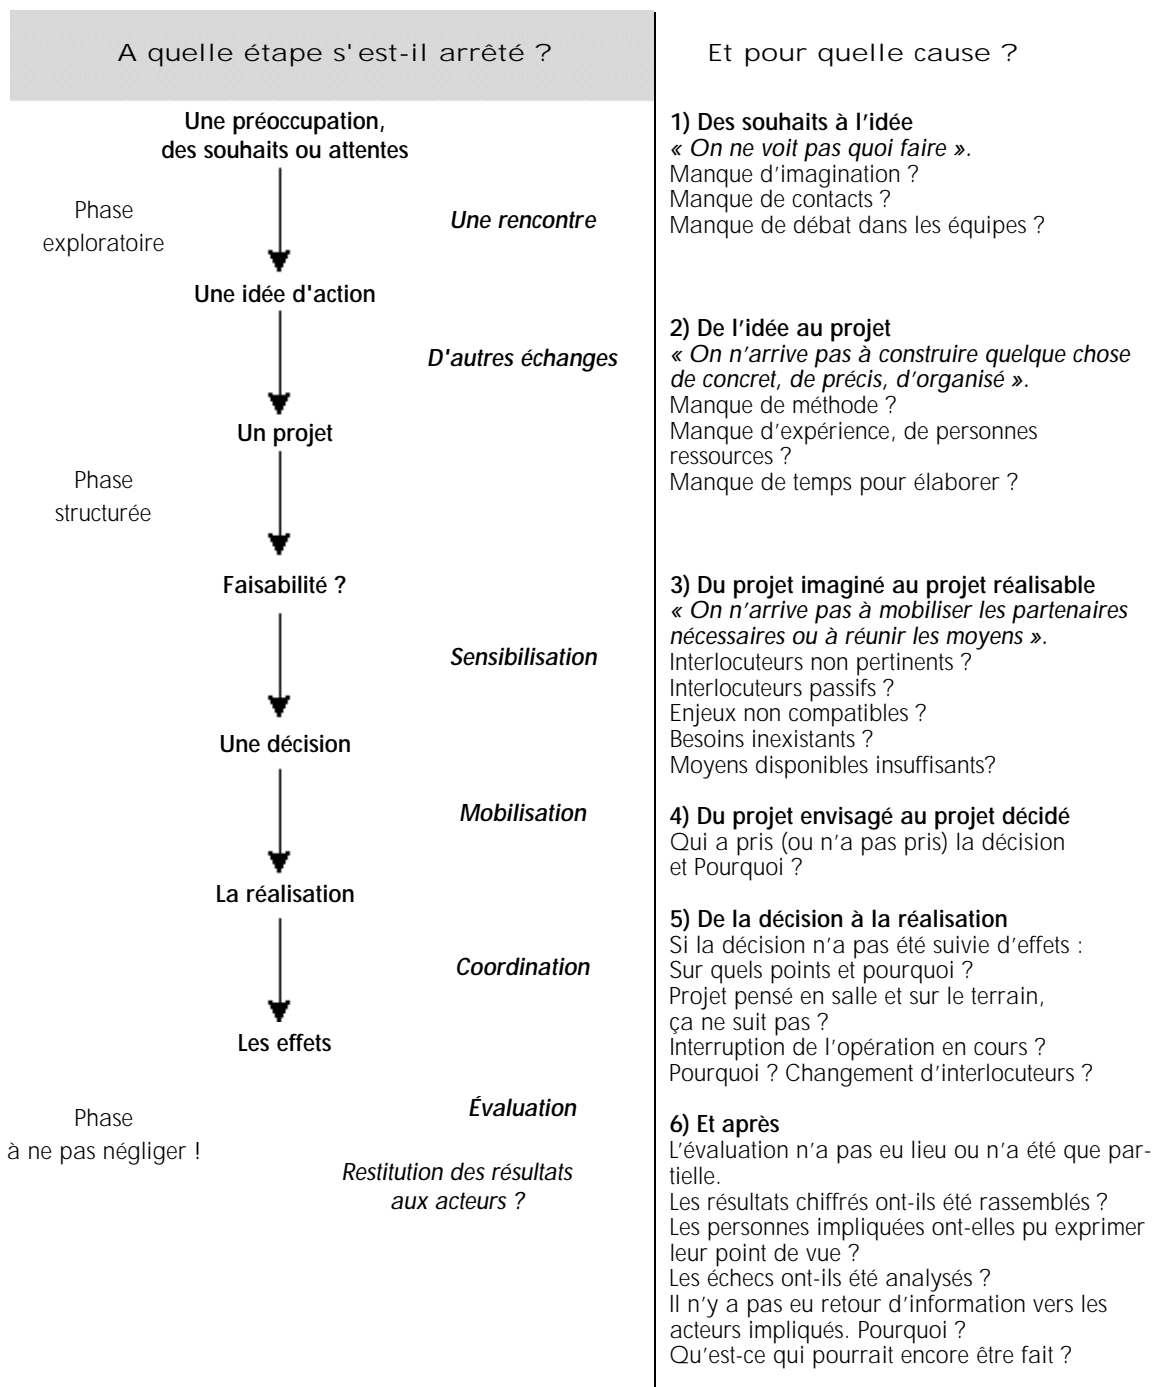 A quelle étape s'est-il arrêté ?
Une préoccupation,
des souhaits ou attentes
Phase
exploratoire
Une rencontre
Une idée d'action
D'autres échanges
Un projet
Phase
structurée
Faisabilité ?
Sensibilisation
Une décision
Mobilisation
La réalisation
Coordination
Les effets
Évaluation
Phase
à ne pas négliger !
Restitution des résultats
aux acteurs ?
Et pour quelle cause ?
1) Des souhaits à l'idée
« On ne voit pas quoi faire ».
Manque d'imagination ?
Manque de contacts ?
Manque de débat dans les équipes ?
2) De l'idée au projet
« On n'arrive pas à construire quelque chose
de concret, de précis, d'organisé ».
Manque de méthode ?
Manque d'expérience, de personnes
ressources ?
Manque de temps pour élaborer ?
3) Du projet imaginé au projet réalisable
« On n'arrive pas à mobiliser les partenaires
nécessaires ou à réunir les moyens ».
Interlocuteurs non pertinents ?
Interlocuteurs passifs ?
Enjeux non compatibles ?
Besoins inexistants ?
Moyens disponibles insuffisants?
4) Du projet envisagé au projet décidé
Qui a pris (ou n'a pas pris) la décision
et Pourquoi ?
5) De la décision à la réalisation
Si la décision n'a pas été suivie d'effets :
Sur quels points et pourquoi ?
Projet pensé en salle et sur le terrain,
ça ne suit pas ?
Interruption de l'opération en cours ?
Pourquoi ? Changement d'interlocuteurs ?
6) Et après
L'évaluation n'a pas eu lieu ou n'a été que par-
tielle.
Les résultats chiffrés ont-ils été rassemblés ?
Les personnes impliquées ont-elles pu exprimer
leur point de vue ?
Les échecs ont-ils été analysés ?
Il n'y a pas eu retour d'information vers les
acteurs impliqués. Pourquoi ?
Qu'est-ce qui pourrait encore être fait ?